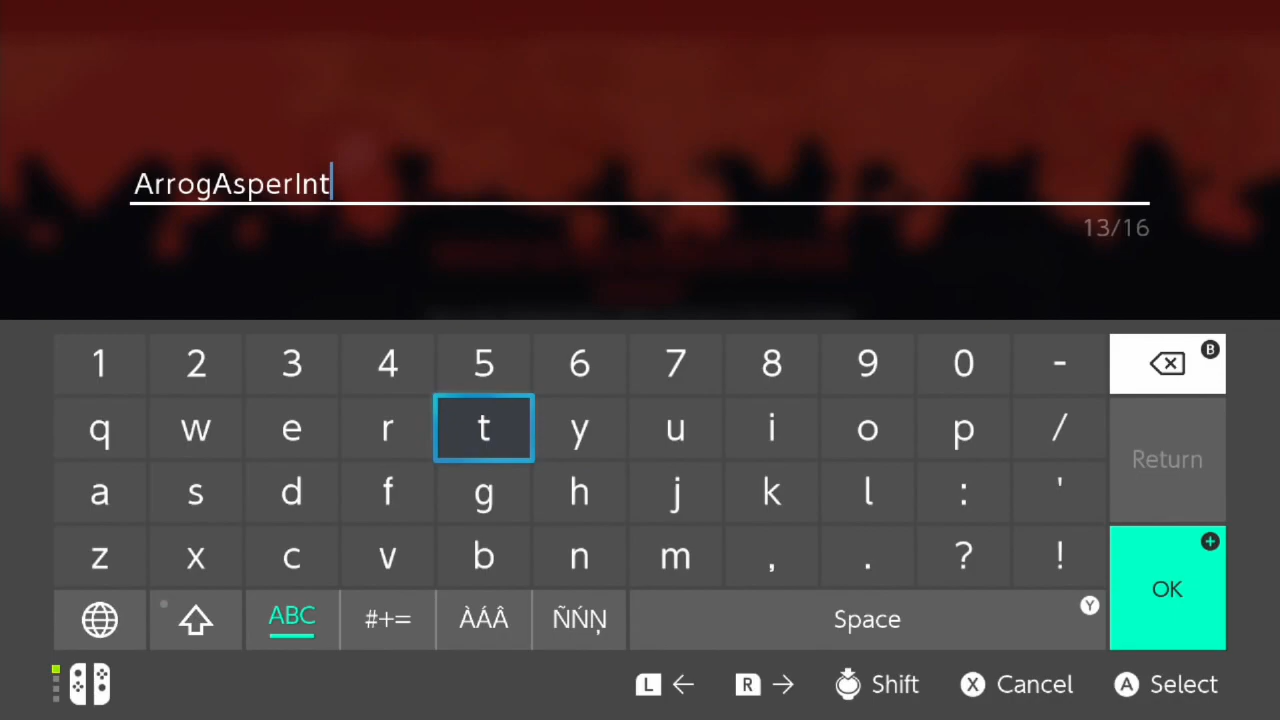 ArrogAsperInt
13/16
1 2 3 4 5 6 7 8 9 0 - B
q w e r t y u i o p / Return
a s d f g h j k l : '
z x c v b n m , . ? ! + OK
ABC #+= ÀÁÂ ÑŃŅ Space Y
L ← R → Shift X Cancel A Select